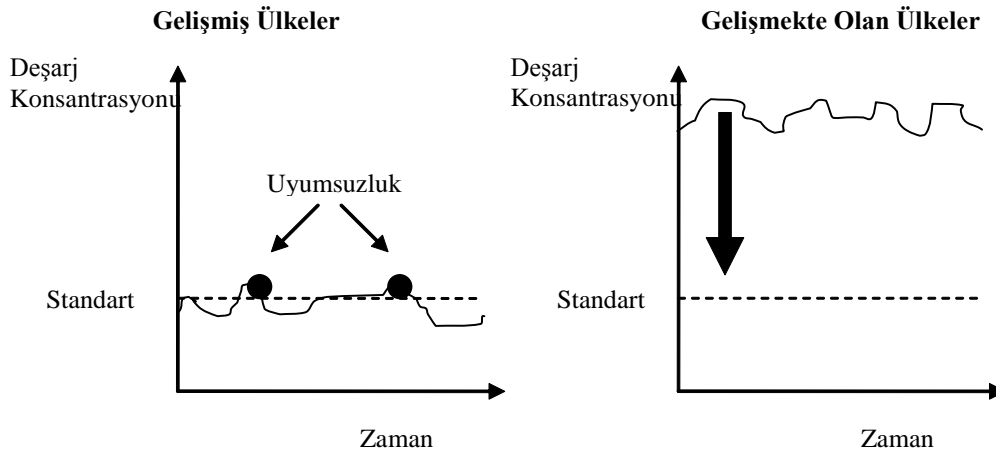 Gelişmiş Ülkeler
Deşarj
Konsantrasyonu
Uyumsuzluk
Standart
Zaman
Gelişmekte Olan Ülkeler
Deşarj
Konsantrasyonu
Standart
Zaman